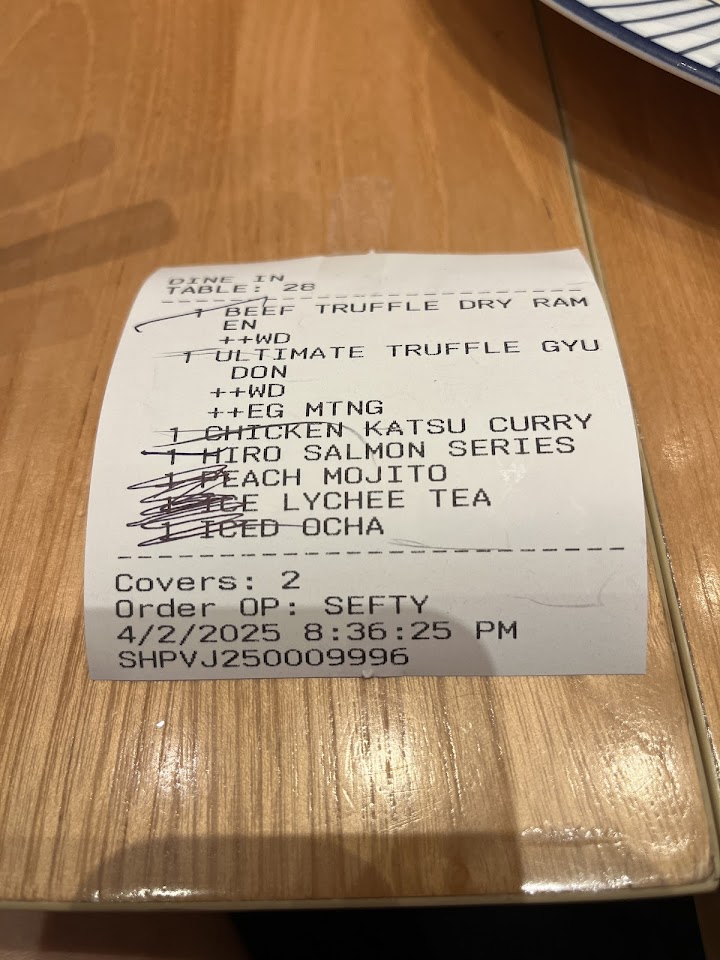 DINE IN
TABLE: 28
1 BEEF TRUFFLE DRY RAM
EN
++WD
1 ULTIMATE TRUFFLE GYU
DON
++WD
++EG MTNG
1 CHICKEN KATSU CURRY
1 HIRO SALMON SERIES
1 PEACH MOJITO
1 ICE LYCHEE TEA
1 ICED OCHA
Covers: 2
Order OP: SEFTY
4/2/2025 8:36:25 PM
SHPVJ250009996